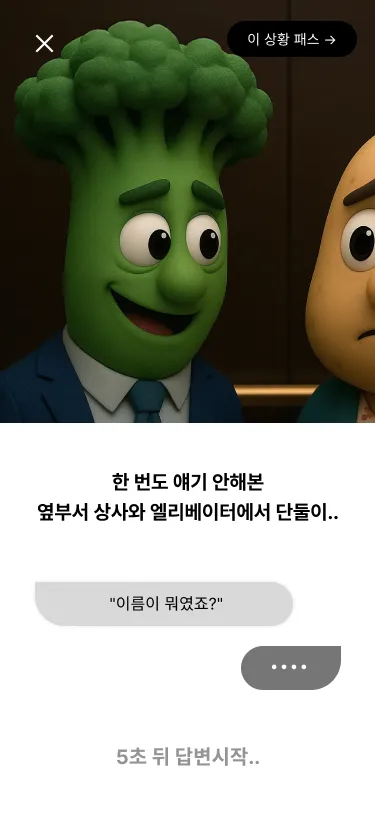 이 상황 패스 →
한 번도 얘기 안해본
옆부서 상사와 엘리베이터에서 단둘이..
"이름이 뭐였죠?"
••••
5초 뒤 답변시작..